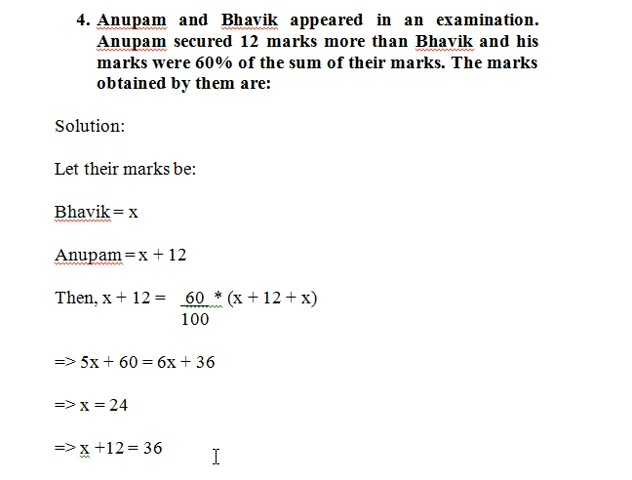 4. Anupam and Bhavik appeared in an examination.
Anupam secured 12 marks more than Bhavik and his
marks were 60% of the sum of their marks. The marks
obtained by them are:
Solution:
Let their marks be:
Bhavik = x
Anupam = x + 12
Then, x + 12 = 60 * (x + 12 + x)
100
=> 5x + 60 = 6x + 36
=> x = 24
=> x +12 = 36